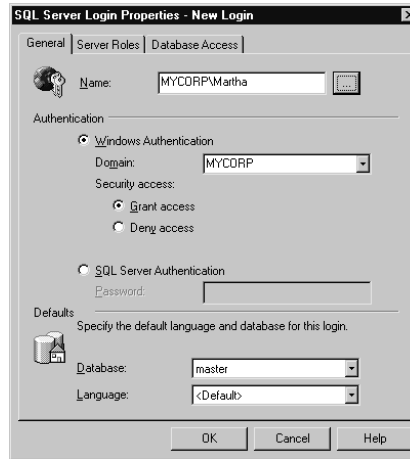 SQL Server Login Properties - New Login
General Server Roles Database Access
Name: MYCORP\Martha ...
Authentication
Windows Authentication
Domain: MYCORP
Security access:
Grant access
Deny access
SQL Server Authentication
Password:
Defaults
Specify the default language and database for this login.
Database: master
Language: <Default>
OK Cancel Help